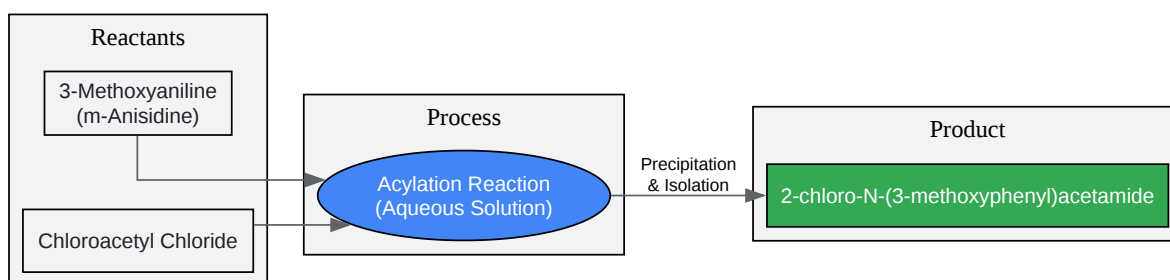 Reactants
3-Methoxyaniline
(m-Anisidine)
Chloroacetyl Chloride
Process
Acylation Reaction
(Aqueous Solution)
Precipitation
& Isolation
Product
2-chloro-N-(3-methoxyphenyl)acetamide